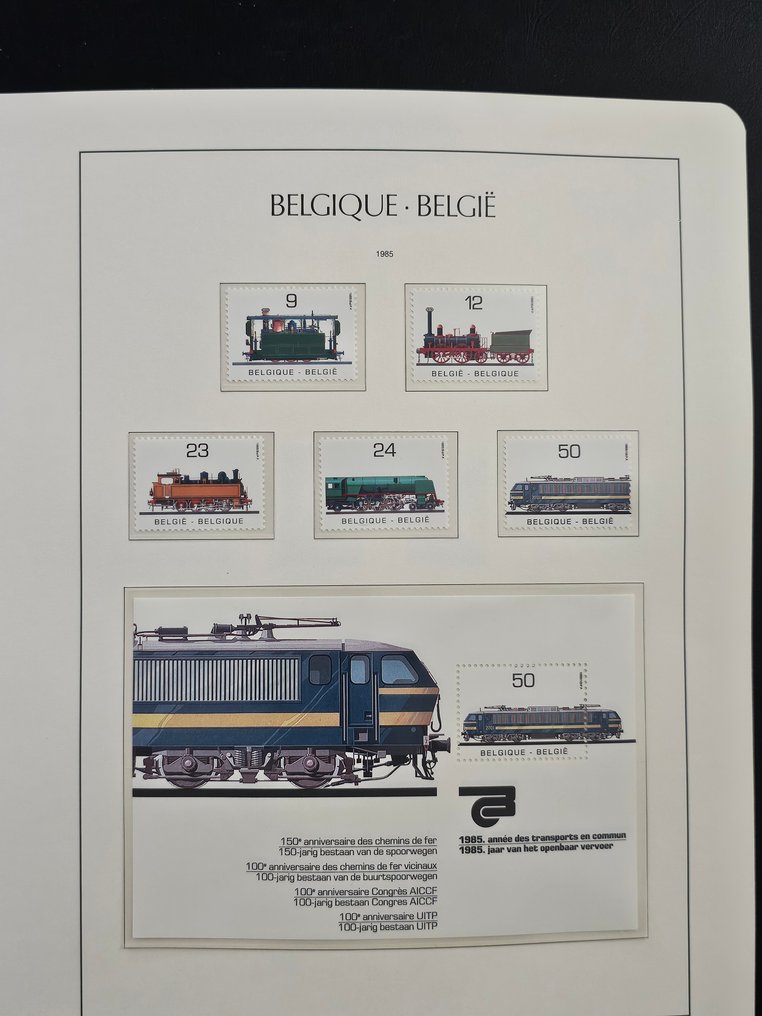 BELGIQUE · BELGIË
1985
9
BELGIQUE - BELGIË
12
BELGIQUE - BELGIË
23
BELGIË - BELGIQUE
24
BELGIQUE - BELGIË
50
BELGIQUE - BELGIË
50
2701
BELGIQUE - BELGIË
1985. année des transports en commun
1985. jaar van het openbaar vervoer
150e anniversaire des chemins de fer
150-jarig bestaan van de spoorwegen
100e anniversaire des chemins de fer vicinaux
100-jarig bestaan van de buurtspoorwegen
100e anniversaire Congrès AICCF
100-jarig bestaan Congres AICCF
100e anniversaire UITP
100-jarig bestaan UITP